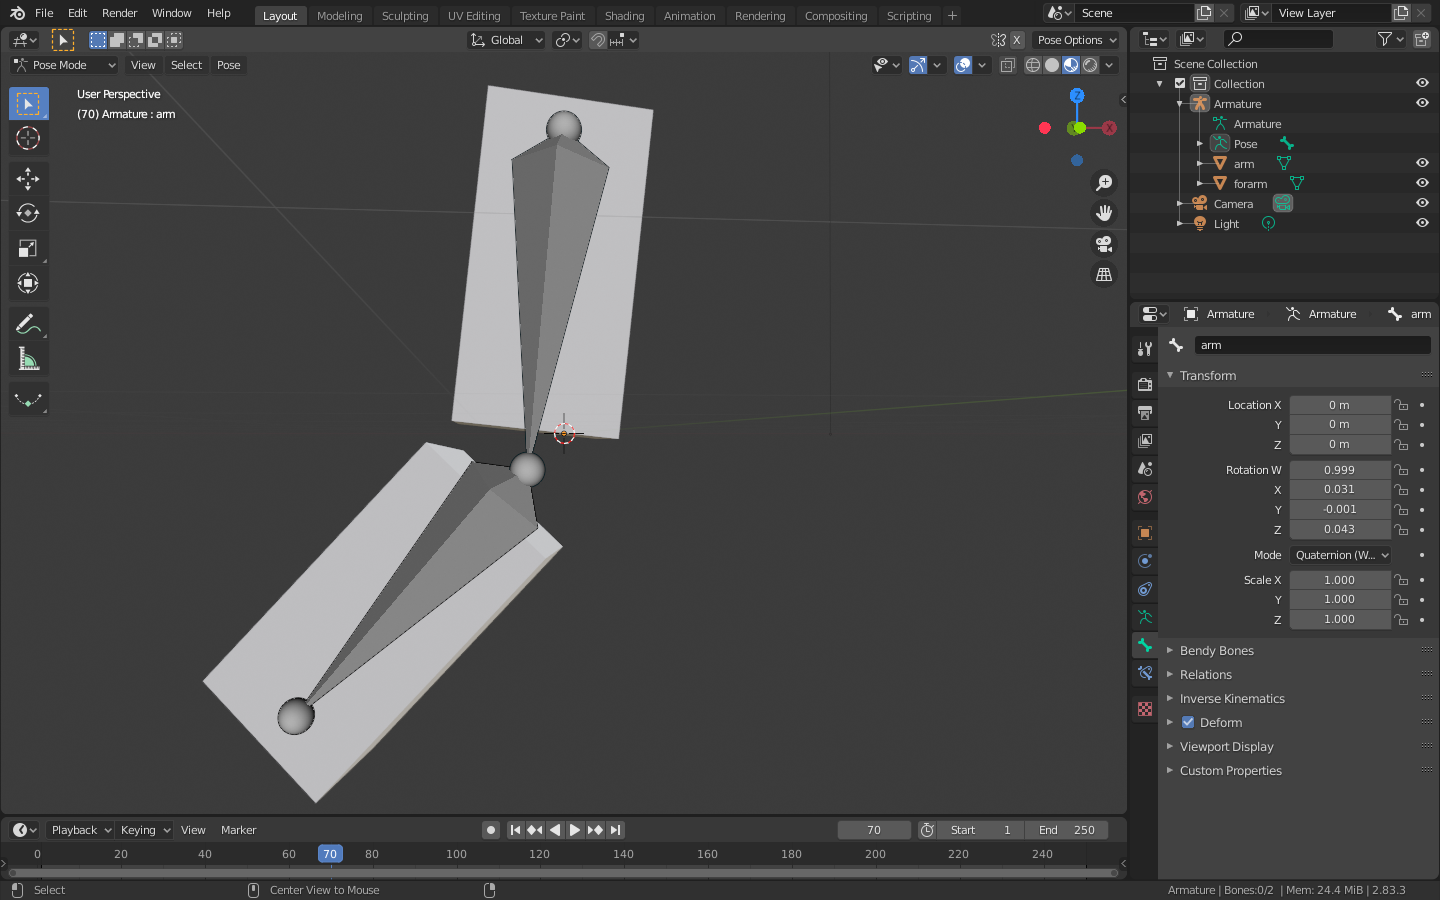 File Edit Render Window Help Layout Modeling Sculpting UV Editing Texture Paint Shading Animation Rendering Compositing Scripting + Scene View Layer
Global X Pose Options
Pose Mode View Select Pose
User Perspective
(70) Armature : arm
Z
X
Scene Collection
Collection
Armature
Armature
Pose
arm
forarm
Camera
Light
Armature Armature arm
arm
Transform
Location X 0 m
Y 0 m
Z 0 m
Rotation W 0.999
X 0.031
Y -0.001
Z 0.043
Mode Quaternion (W...
Scale X 1.000
Y 1.000
Z 1.000
Bendy Bones
Relations
Inverse Kinematics
Deform
Viewport Display
Custom Properties
Playback Keying View Marker 70 Start 1 End 250
0 20 40 60 70 80 100 120 140 160 180 200 220 240
Select Center View to Mouse Armature | Bones:0/2 | Mem: 24.4 MiB | 2.83.3